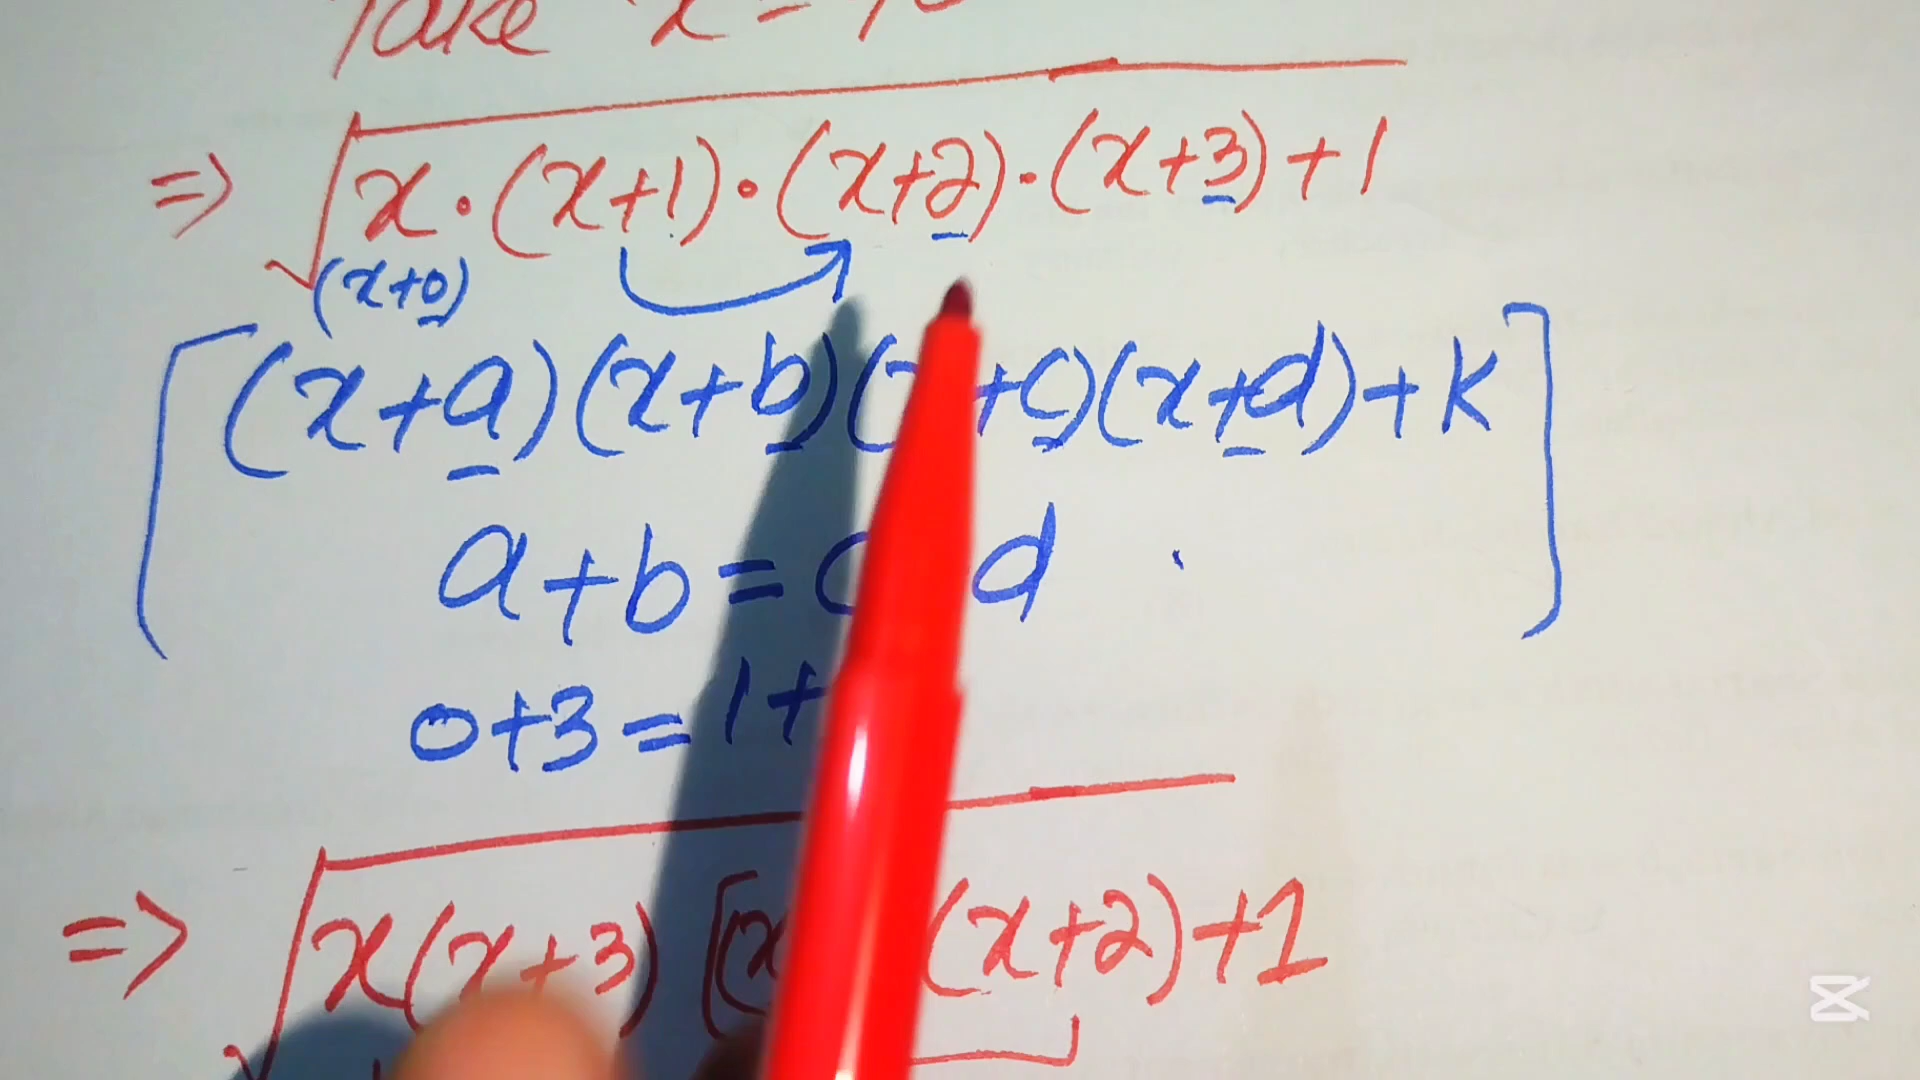 Take x =
=> √x·(x+1)·(x+2)·(x+3)+1
(x+0)
[(x+a)(x+b)( +c)(x+d)+k]
a+b=c d
0+3=1+
=> √x(x+3)[(x (x+2)+1